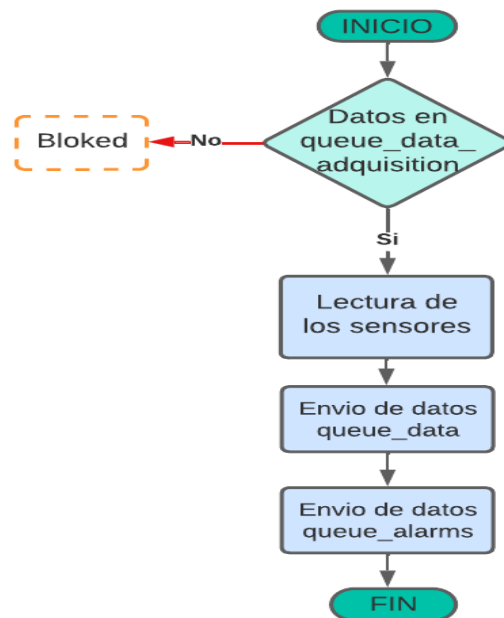 INICIO
Datos en
queue_data_
adquisition
No
Bloked
Si
Lectura de
los sensores
Envio de datos
queue_data
Envio de datos
queue_alarms
FIN